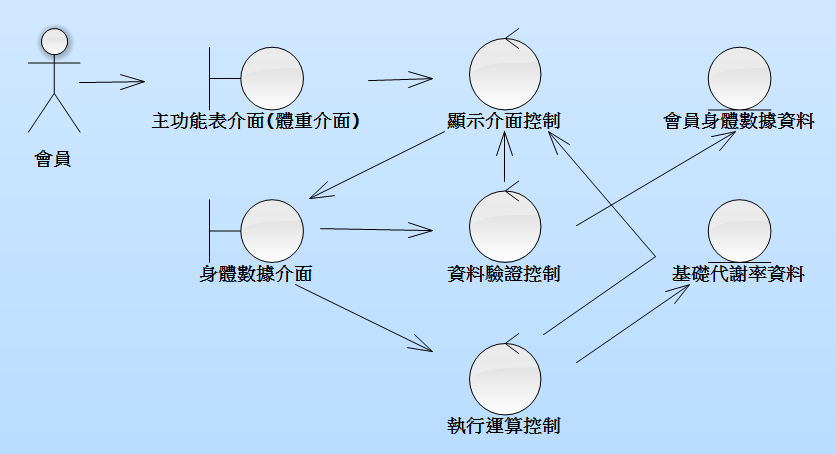 主功能表介面(體重介面)
顯示介面控制
會員身體數據資料
會員
身體數據介面
資料驗證控制
基礎代謝率資料
執行運算控制